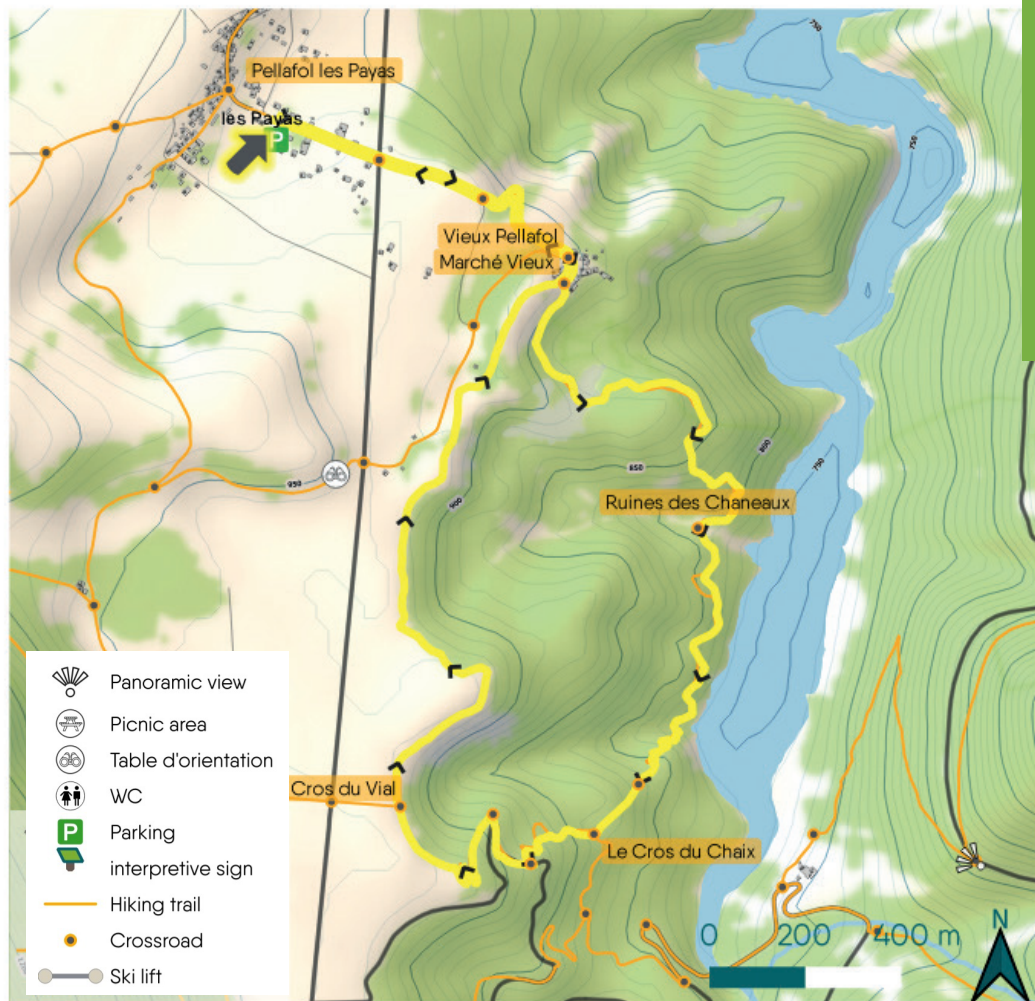 750
Pellafol les Payas
les Payas
P
750
Vieux Pellafol
Marché Vieux
800
850
750
950
900
Ruines des Chaneaux
Cros du Vial
Le Cros du Chaix
Panoramic view
Picnic area
Table d'orientation
WC
P Parking
interpretive sign
Hiking trail
Crossroad
Ski lift
0 200 400 m
N